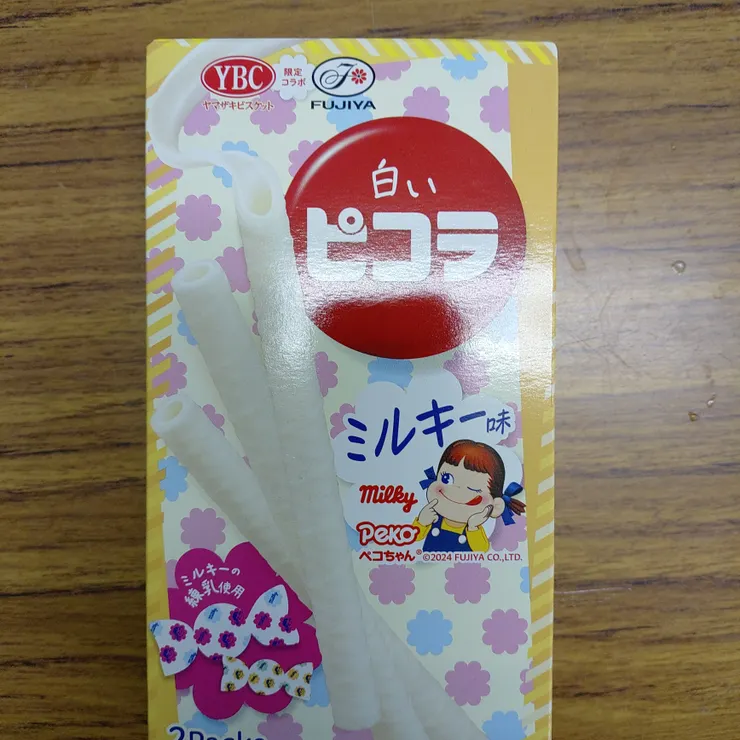 YBC
ヤマザキビスケット
限定
コラボ
F
FUJIYA
白い
ピコラ
ミルキー味
milky
Peko
ペコちゃん®©2024 FUJIYA CO.,LTD.
ミルキーの
練乳使用
2Packs